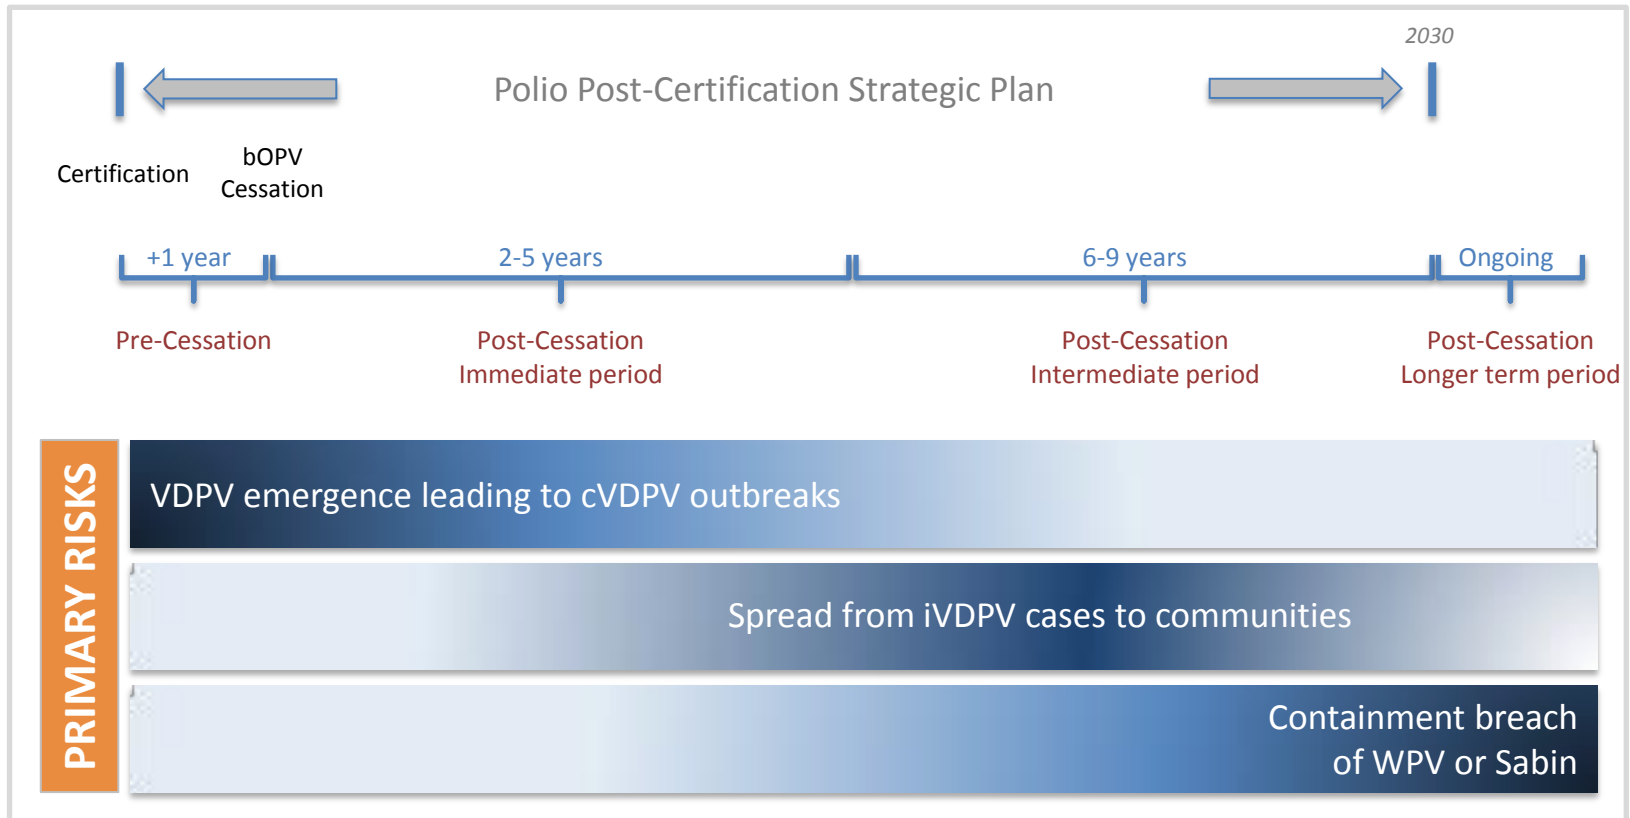 2030
Polio Post-Certification Strategic Plan
Certification
bOPV
Cessation
+1 year
2-5 years
6-9 years
Ongoing
Pre-Cessation
Post-Cessation
Immediate period
Post-Cessation
Intermediate period
Post-Cessation
Longer term period
PRIMARY RISKS
VDPV emergence leading to cVDPV outbreaks
Spread from iVDPV cases to communities
Containment breach
of WPV or Sabin